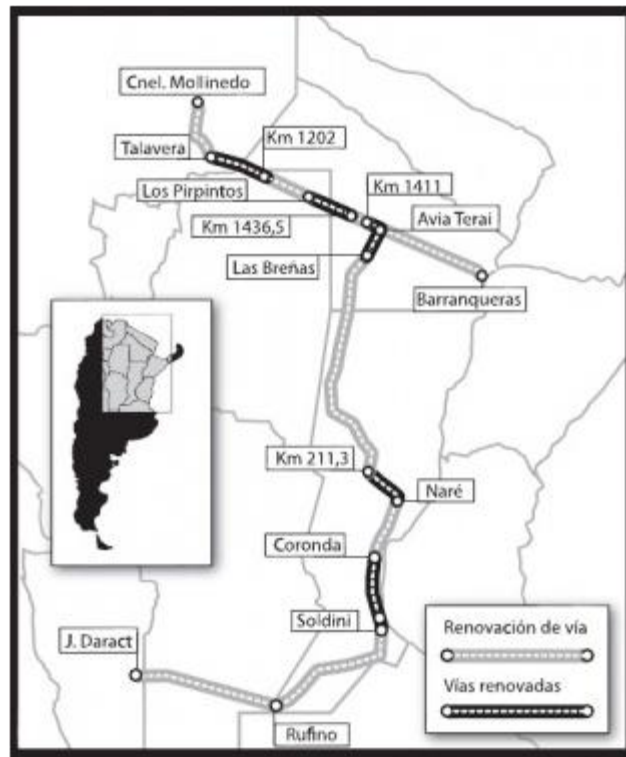 Cnel. Mollinedo
Km 1202
Talavera
Km 1411
Los Pirpintos
Avia Terai
Km 1436,5
Las Breñas
Barranqueras
Km 211,3
Naré
Coronda
Soldini
J. Daract
Rufino
Renovación de vía
Vías renovadas